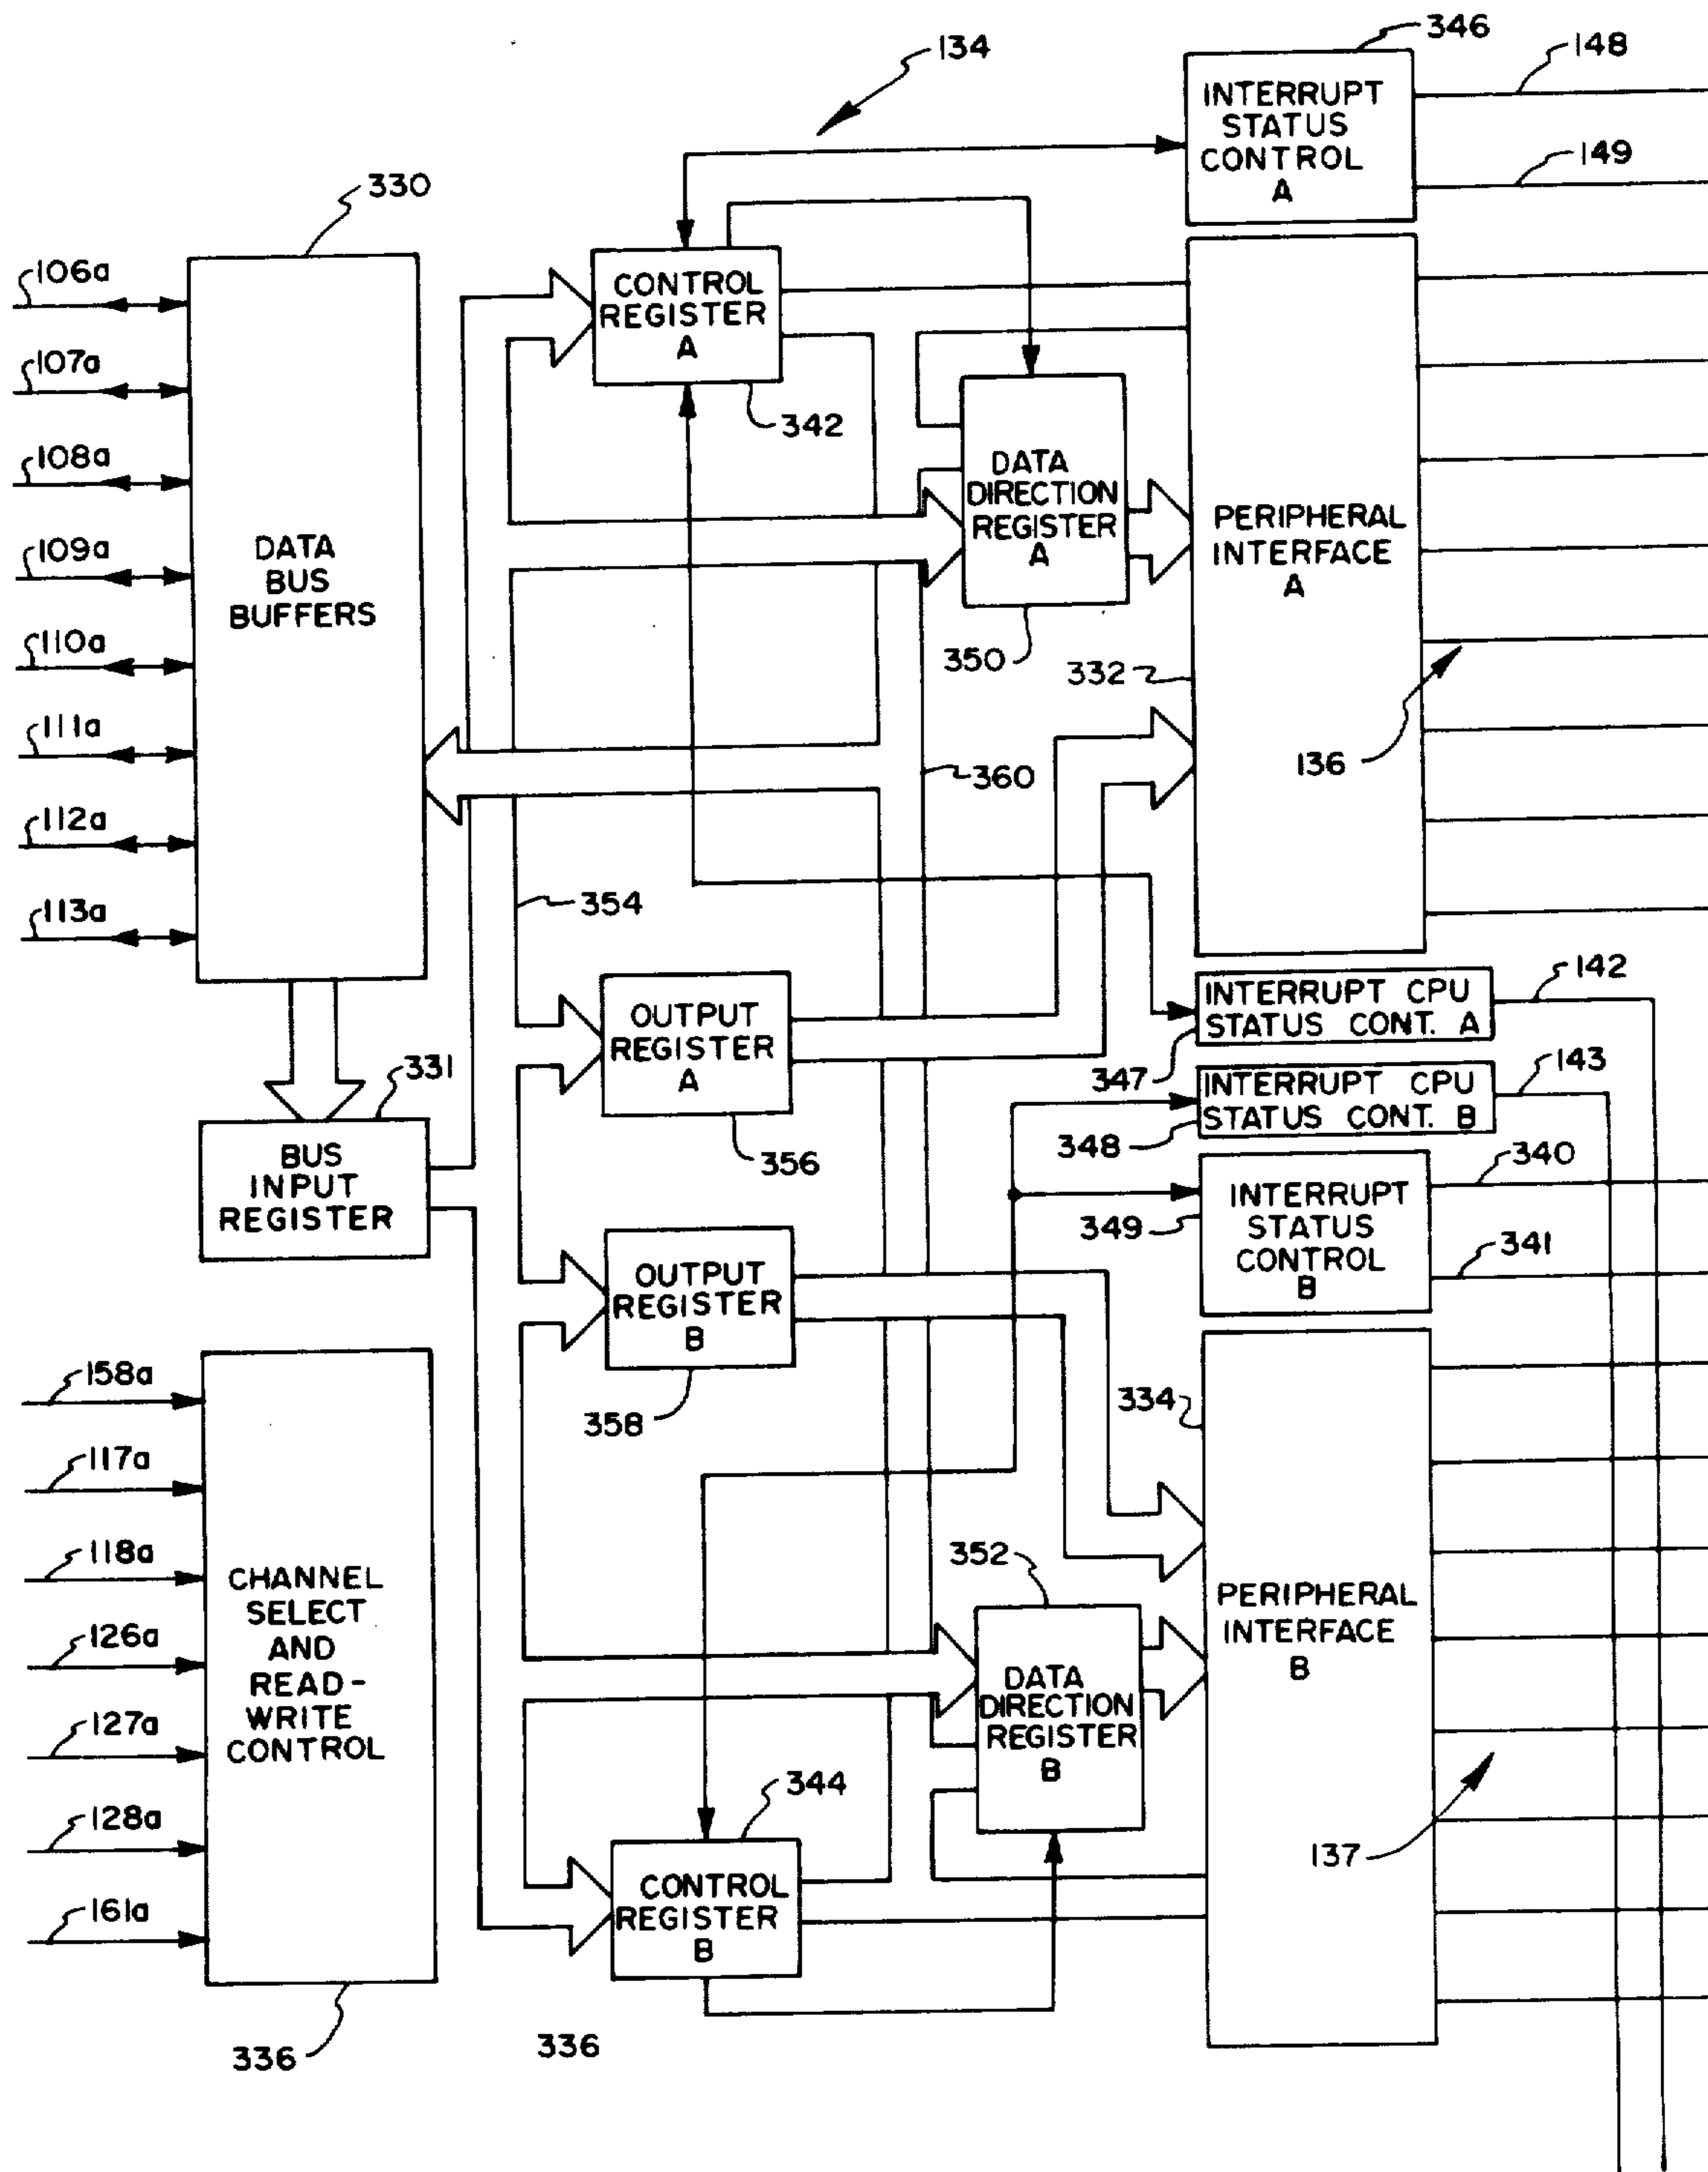 134
346
148
INTERRUPT
STATUS
CONTROL
A
149
330
106a
107a
108a
109a
110a
111a
112a
113a
DATA
BUS
BUFFERS
CONTROL
REGISTER
A
342
DATA
DIRECTION
REGISTER
A
350
PERIPHERAL
INTERFACE
A
332
136
360
354
OUTPUT
REGISTER
A
356
INTERRUPT CPU
STATUS CONT. A
142
347
INTERRUPT CPU
STATUS CONT. B
143
348
331
BUS
INPUT
REGISTER
INTERRUPT
STATUS
CONTROL
B
340
349
341
OUTPUT
REGISTER
B
358
158a
117a
118a
126a
127a
128a
161a
CHANNEL
SELECT
AND
READ-
WRITE
CONTROL
336
334
352
PERIPHERAL
INTERFACE
B
DATA
DIRECTION
REGISTER
B
344
137
CONTROL
REGISTER
B
336